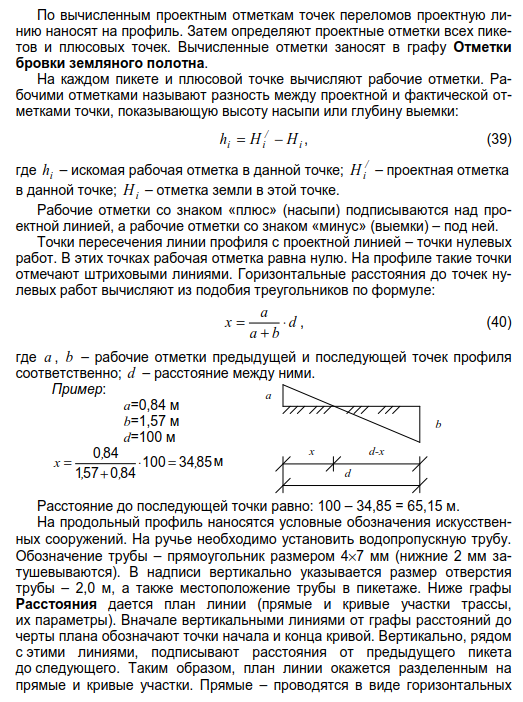 По вычисленным проектным отметкам точек переломов проектную ли-
нию наносят на профиль. Затем определяют проектные отметки всех пике-
тов и плюсовых точек. Вычисленные отметки заносят в графу Отметки
бровки земляного полотна.
На каждом пикете и плюсовой точке вычисляют рабочие отметки. Ра-
бочими отметками называют разность между проектной и фактической от-
метками точки, показывающую высоту насыпи или глубину выемки:
h_i = H_i^/ − H_i, (39)
где h_i – искомая рабочая отметка в данной точке; H_i^/ – проектная отметка
в данной точке; H_i – отметка земли в этой точке.
Рабочие отметки со знаком «плюс» (насыпи) подписываются над про-
ектной линией, а рабочие отметки со знаком «минус» (выемки) – под ней.
Точки пересечения линии профиля с проектной линией – точки нулевых
работ. В этих точках рабочая отметка равна нулю. На профиле такие точки
отмечают штриховыми линиями. Горизонтальные расстояния до точек ну-
левых работ вычисляют из подобия треугольников по формуле:
x = a / (a + b) · d , (40)
где a , b – рабочие отметки предыдущей и последующей точек профиля
соответственно; d – расстояние между ними.
Пример:
a=0,84 м
b=1,57 м
d=100 м
x = 0,84 / (1,57 + 0,84) · 100 = 34,85 м
a
b
x
d-x
d
Расстояние до последующей точки равно: 100 – 34,85 = 65,15 м.
На продольный профиль наносятся условные обозначения искусствен-
ных сооружений. На ручье необходимо установить водопропускную трубу.
Обозначение трубы – прямоугольник размером 4×7 мм (нижние 2 мм за-
тушевываются). В надписи вертикально указывается размер отверстия
трубы – 2,0 м, а также местоположение трубы в пикетаже. Ниже графы
Расстояния дается план линии (прямые и кривые участки трассы,
их параметры). Вначале вертикальными линиями от графы расстояний до
черты плана обозначают точки начала и конца кривой. Вертикально, рядом
с этими линиями, подписывают расстояния от предыдущего пикета
до следующего. Таким образом, план линии окажется разделенным на
прямые и кривые участки. Прямые – проводятся в виде горизонтальных